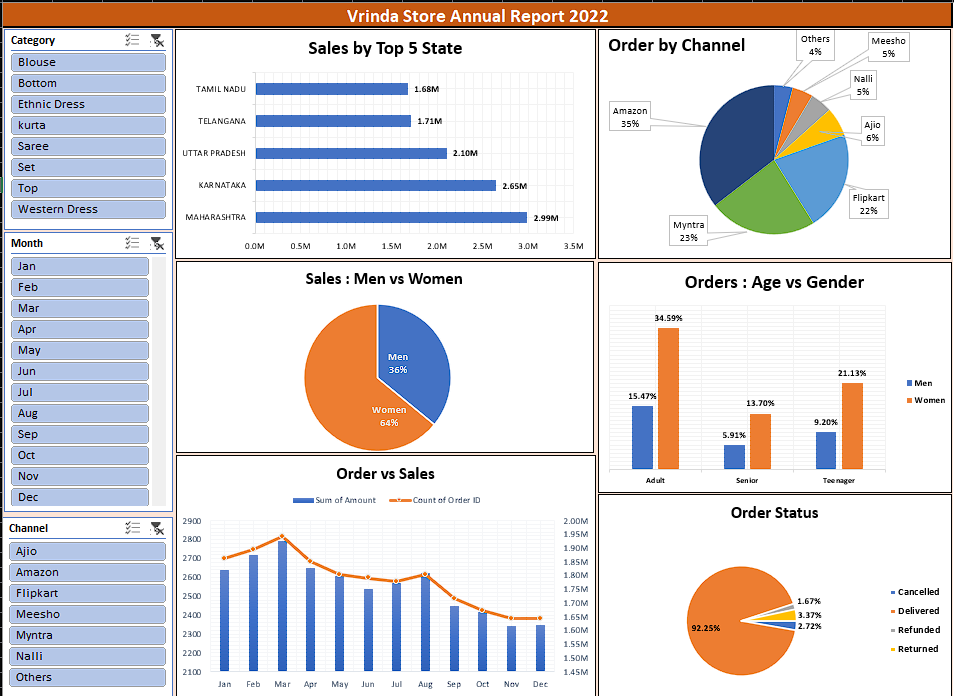 Vrinda Store Annual Report 2022
Category
Blouse
Bottom
Ethnic Dress
kurta
Saree
Set
Top
Western Dress
Month
Jan
Feb
Mar
Apr
May
Jun
Jul
Aug
Sep
Oct
Nov
Dec
Channel
Ajio
Amazon
Flipkart
Meesho
Myntra
Nalli
Others
Sales by Top 5 State
TAMIL NADU 1.68M
TELANGANA 1.71M
UTTAR PRADESH 2.10M
KARNATAKA 2.65M
MAHARASHTRA 2.99M
0.0M 0.5M 1.0M 1.5M 2.0M 2.5M 3.0M 3.5M
Order by Channel
Others
4%
Meesho
5%
Nalli
5%
Amazon
35%
Ajio
6%
Flipkart
22%
Myntra
23%
Sales : Men vs Women
Men
36%
Women
64%
Orders : Age vs Gender
34.59%
15.47%
5.91%
13.70%
9.20%
21.13%
Men
Women
Adult Senior Teenager
Order vs Sales
Sum of Amount Count of Order ID
2900 2.00M
2800 1.95M
2700 1.90M
2600 1.85M
2500 1.80M
2400 1.75M
2300 1.70M
2200 1.65M
2100 1.60M
1.55M
1.50M
1.45M
Jan Feb Mar Apr May Jun Jul Aug Sep Oct Nov Dec
Order Status
1.67%
3.37%
2.72%
92.25%
Cancelled
Delivered
Refunded
Returned